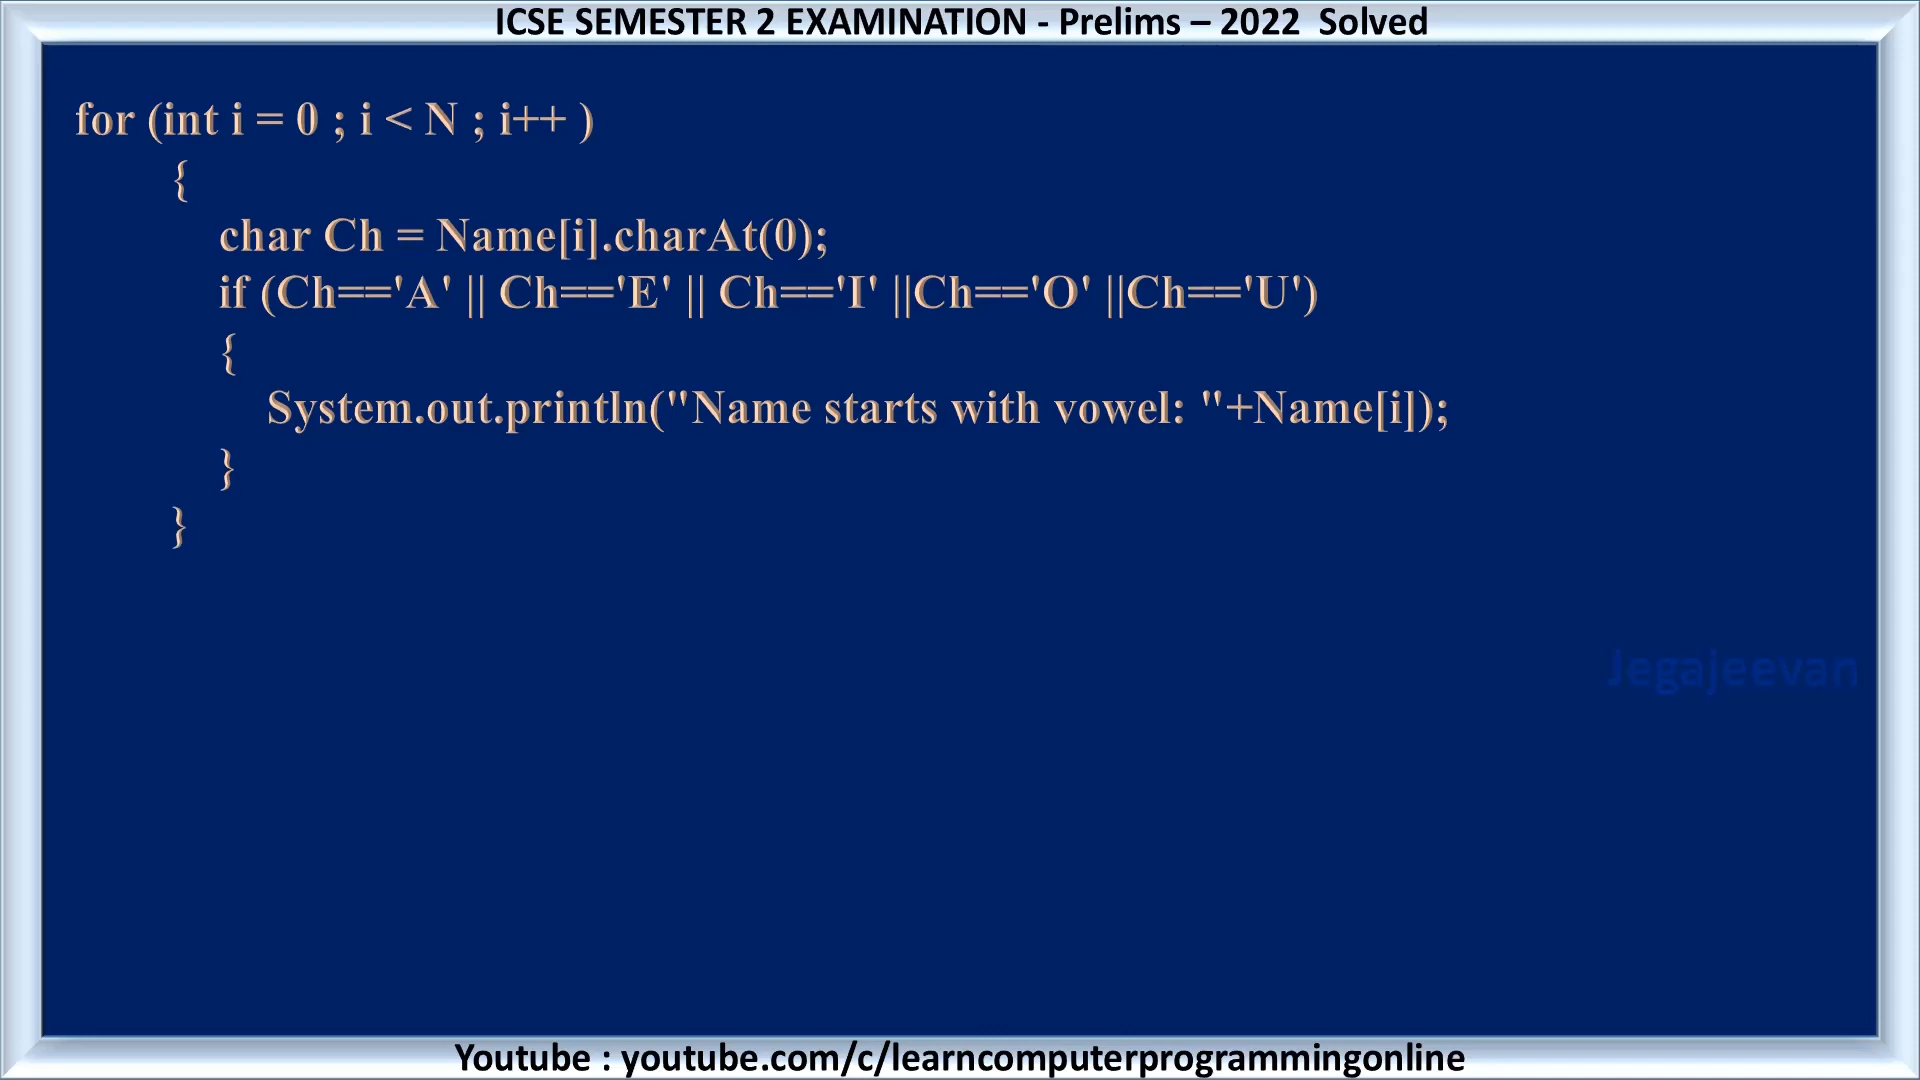 ICSE SEMESTER 2 EXAMINATION - Prelims – 2022 Solved
for (int i = 0 ; i < N ; i++ )
{
char Ch = Name[i].charAt(0);
if (Ch=='A' || Ch=='E' || Ch=='I' ||Ch=='O' ||Ch=='U')
{
System.out.println("Name starts with vowel: "+Name[i]);
}
}
Jegajeevan
Youtube : youtube.com/c/learncomputerprogrammingonline